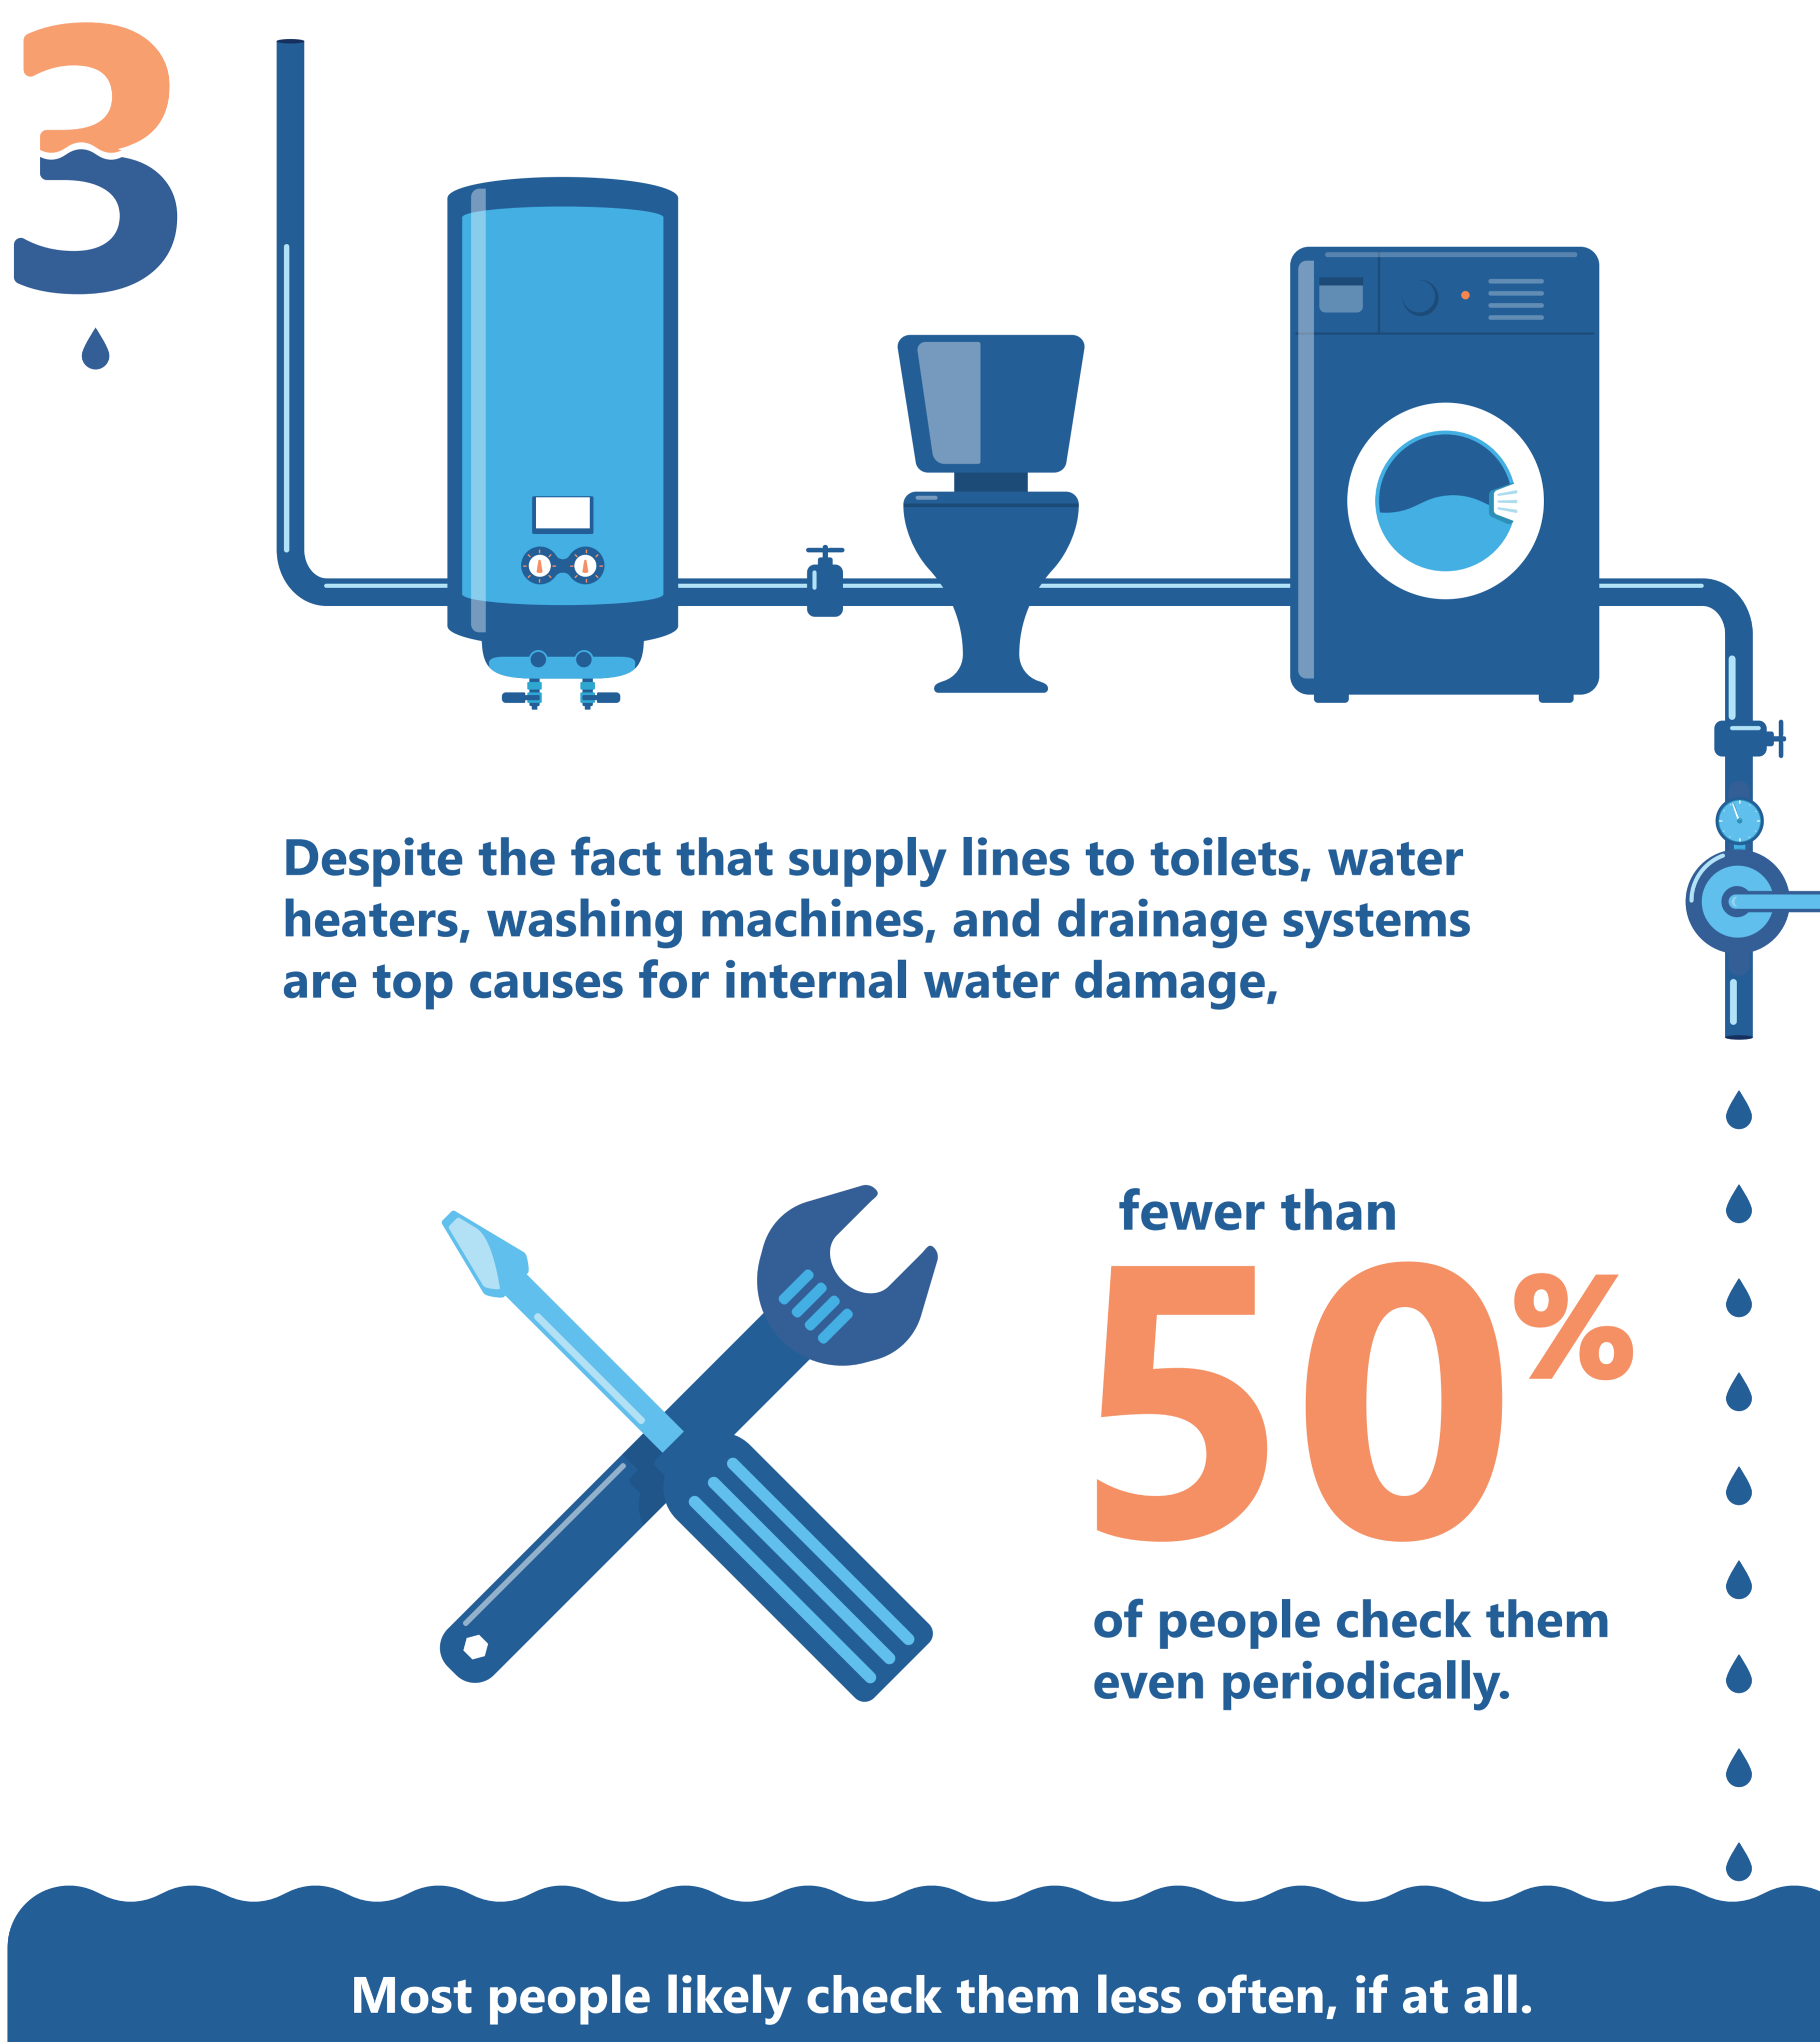 3
Despite the fact that supply lines to toilets, water
heaters, washing machines, and drainage systems
are top causes for internal water damage,
fewer than
50%
of people check them
even periodically.
Most people likely check them less often, if at all.